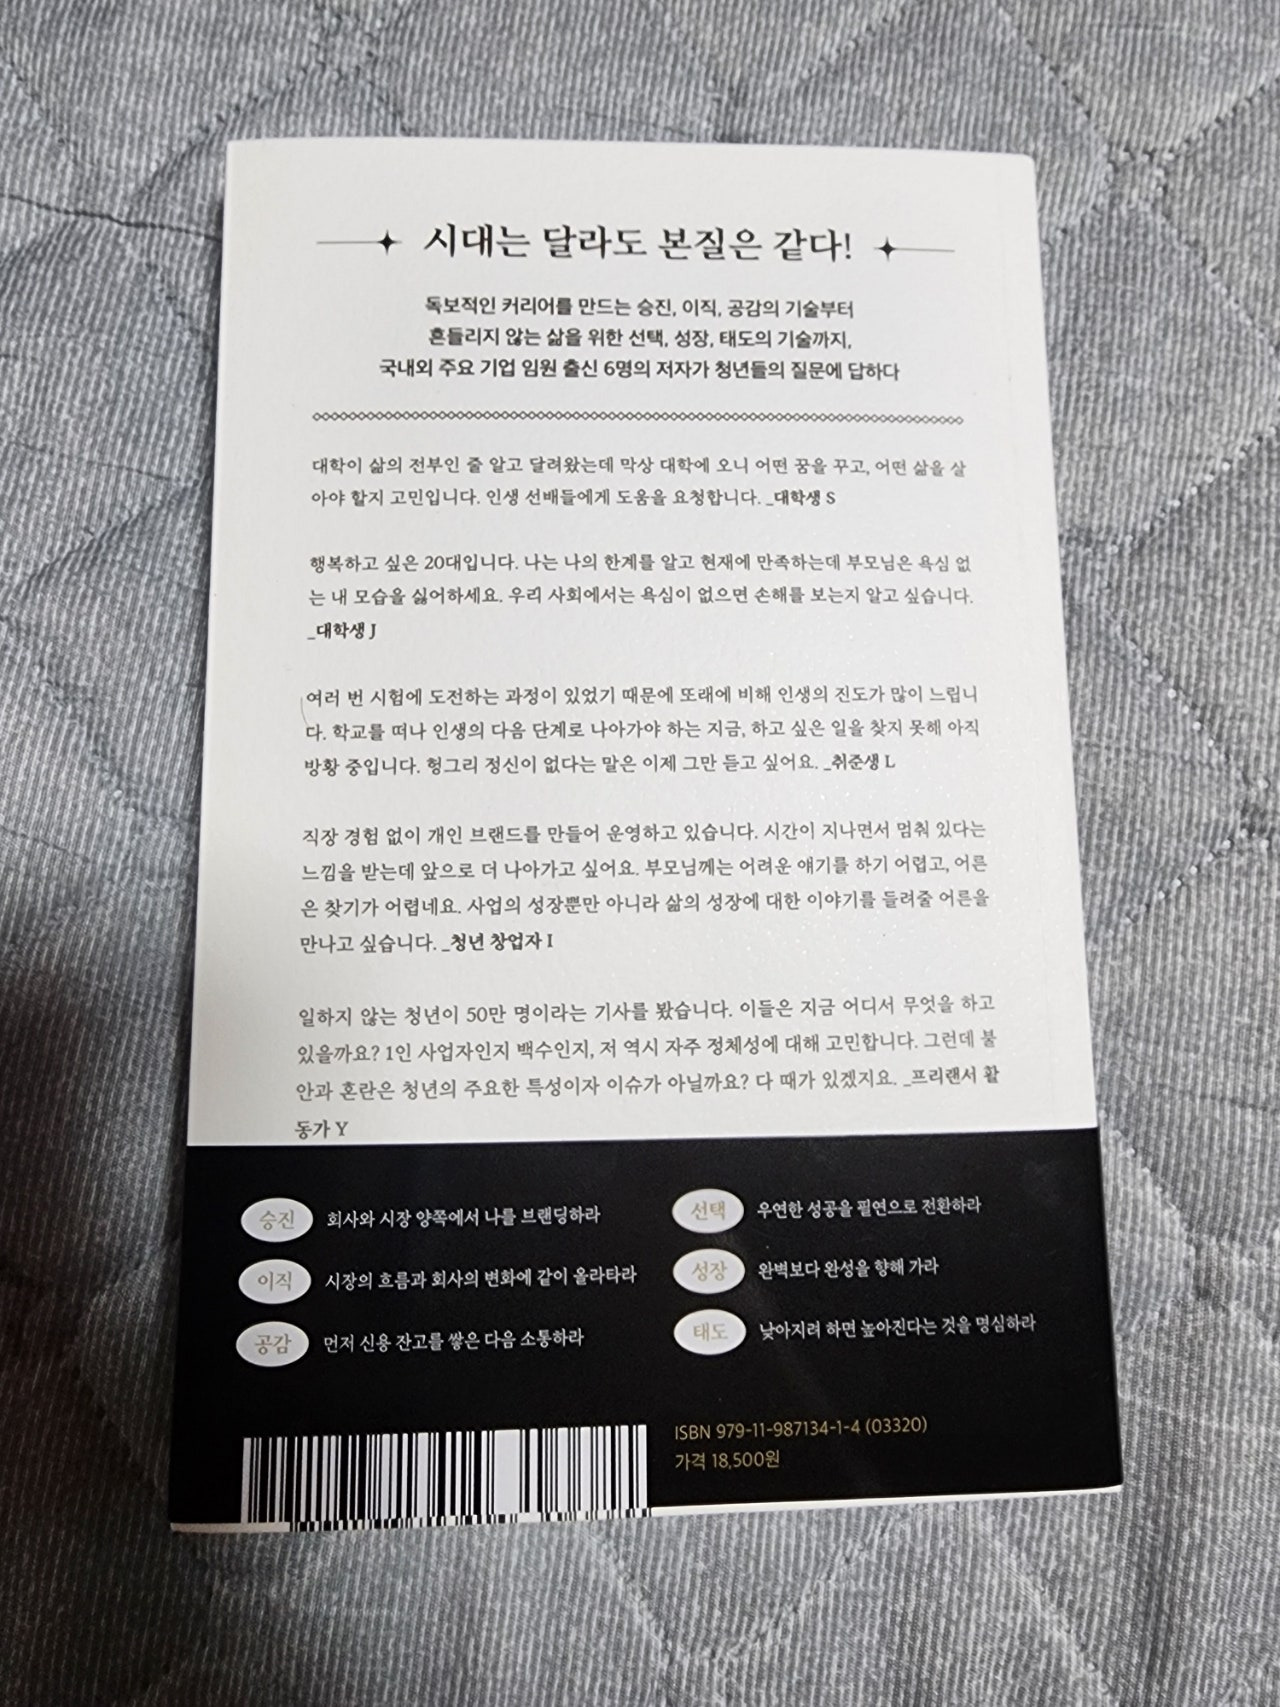 시대는 달라도 본질은 같다!
독보적인 커리어를 만드는 승진, 이직, 공감의 기술부터
흔들리지 않는 삶을 위한 선택, 성장, 태도의 기술까지,
국내외 주요 기업 임원 출신 6명의 저자가 청년들의 질문에 답하다
대학이 삶의 전부인 줄 알고 달려왔는데 막상 대학에 오니 어떤 꿈을 꾸고, 어떤 삶을 살
아야 할지 고민입니다. 인생 선배들에게 도움을 요청합니다. _대학생 S
행복하고 싶은 20대입니다. 나는 나의 한계를 알고 현재에 만족하는데 부모님은 욕심 없
는 내 모습을 싫어하세요. 우리 사회에서는 욕심이 없으면 손해를 보는지 알고 싶습니다.
_대학생 J
여러 번 시험에 도전하는 과정이 있었기 때문에 또래에 비해 인생의 진도가 많이 느립니
다. 학교를 떠나 인생의 다음 단계로 나아가야 하는 지금, 하고 싶은 일을 찾지 못해 아직
방황 중입니다. 헝그리 정신이 없다는 말은 이제 그만 듣고 싶어요. _취준생 L
직장 경험 없이 개인 브랜드를 만들어 운영하고 있습니다. 시간이 지나면서 멈춰 있다는
느낌을 받는데 앞으로 더 나아가고 싶어요. 부모님께는 어려운 얘기를 하기 어렵고, 어른
은 찾기가 어렵네요. 사업의 성장뿐만 아니라 삶의 성장에 대한 이야기를 들려줄 어른을
만나고 싶습니다. _청년 창업자 I
일하지 않는 청년이 50만 명이라는 기사를 봤습니다. 이들은 지금 어디서 무엇을 하고
있을까요? 1인 사업자인지 백수인지, 저 역시 자주 정체성에 대해 고민합니다. 그런데 불
안과 혼란은 청년의 주요한 특성이자 이슈가 아닐까요? 다 때가 있겠지요. _프리랜서 활
동가 Y
승진 회사와 시장 양쪽에서 나를 브랜딩하라
이직 시장의 흐름과 회사의 변화에 같이 올라타라
공감 먼저 신용 잔고를 쌓은 다음 소통하라
선택 우연한 성공을 필연으로 전환하라
성장 완벽보다 완성을 향해 가라
태도 낮아지려 하면 높아진다는 것을 명심하라
ISBN 979-11-987134-1-4 (03320)
가격 18,500원